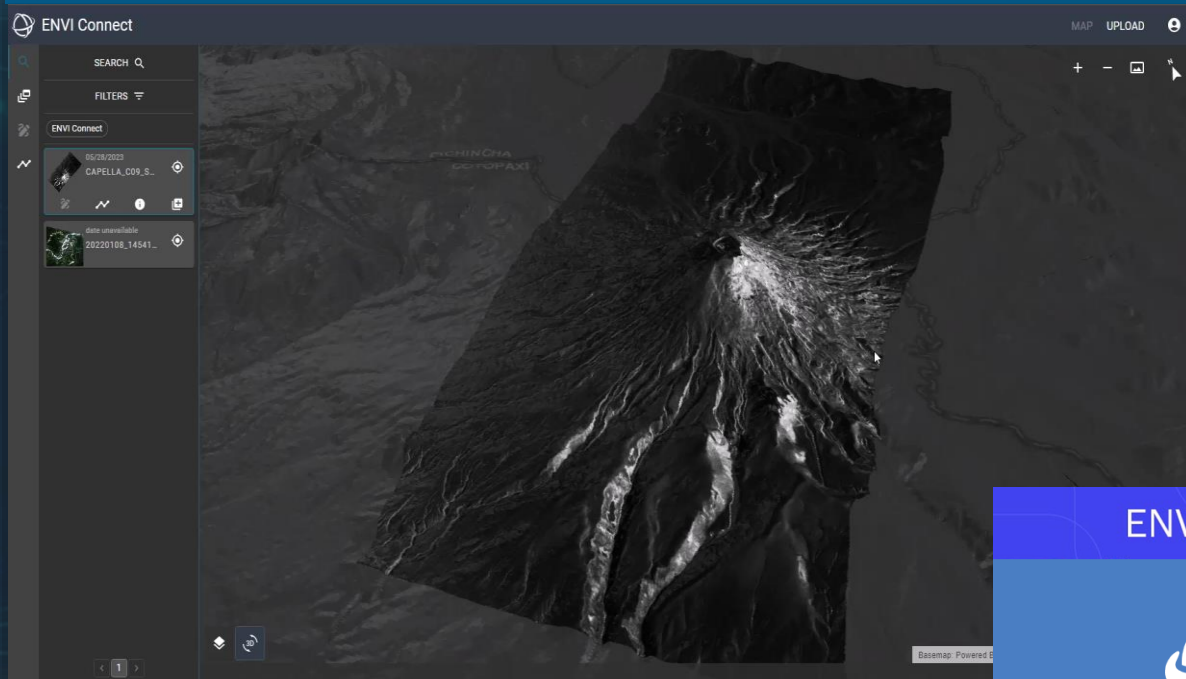 ENVI Connect
MAP UPLOAD
SEARCH
FILTERS
ENVI Connect
05/28/2023
CAPELLA_C09_S...
date unavailable
20220108_14541...
PICHINCHA
COTOPAXI
N
3D
< 1 >
Basemap: Powered
ENV